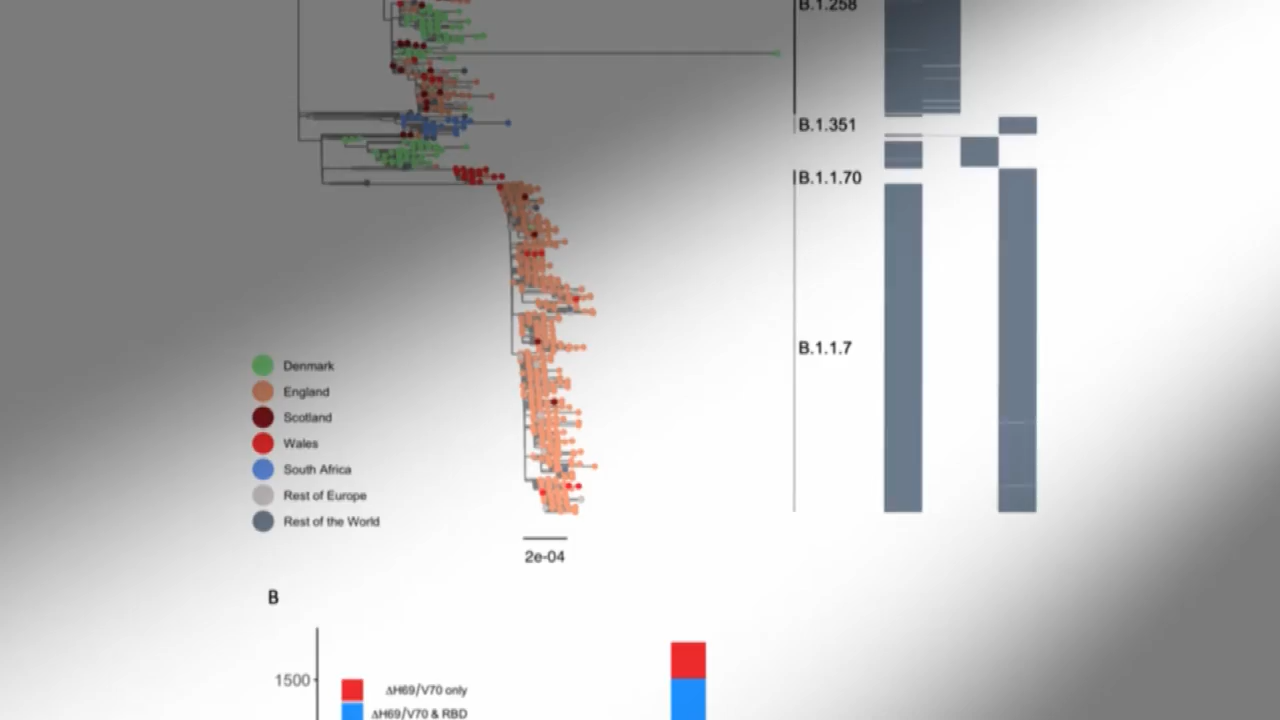 B.1.258
B.1.351
B.1.1.70
B.1.1.7
Denmark
England
Scotland
Wales
South Africa
Rest of Europe
Rest of the World
2e-04
B
1500
ΔH69/V70 only
ΔH69/V70 & RBD